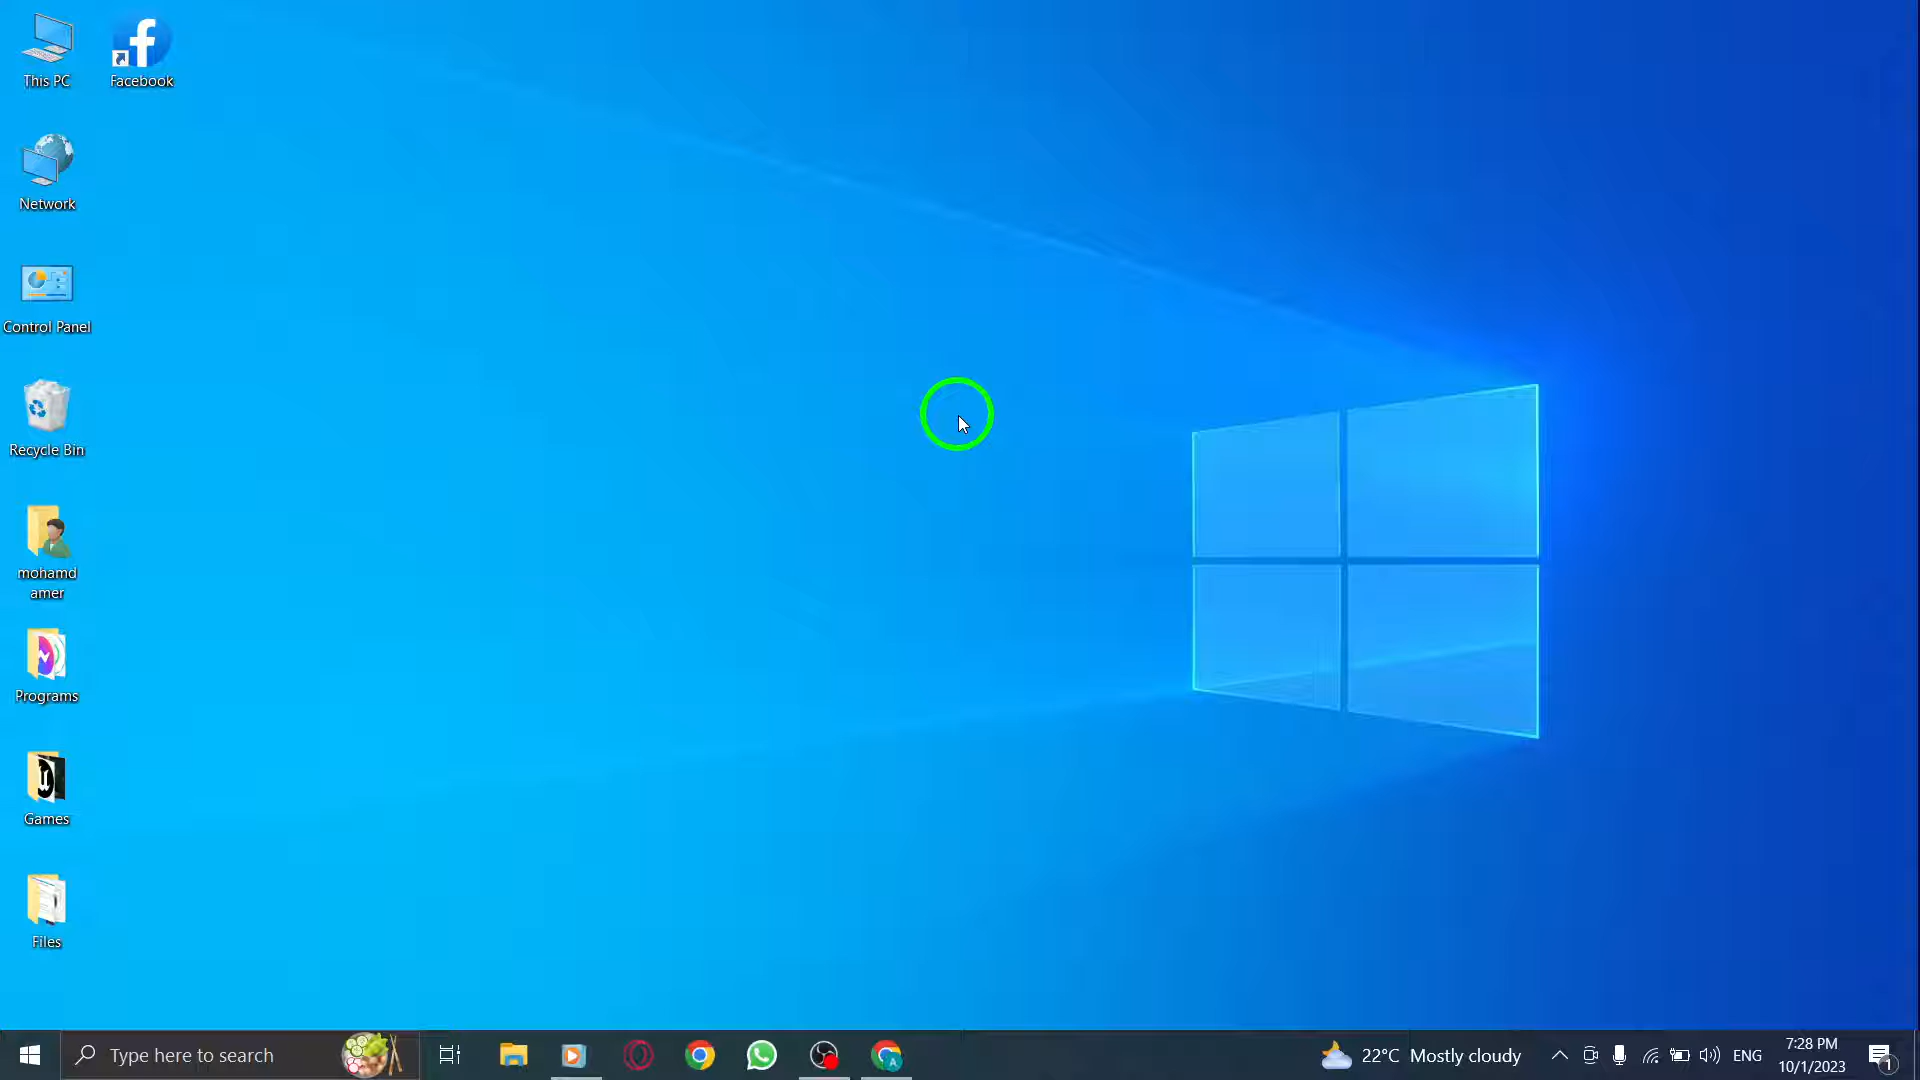 This PC
Facebook
Network
Control Panel
Recycle Bin
mohamd
amer
Programs
Games
Files
Type here to search
22°C Mostly cloudy
ENG
7:28 PM
10/1/2023
1